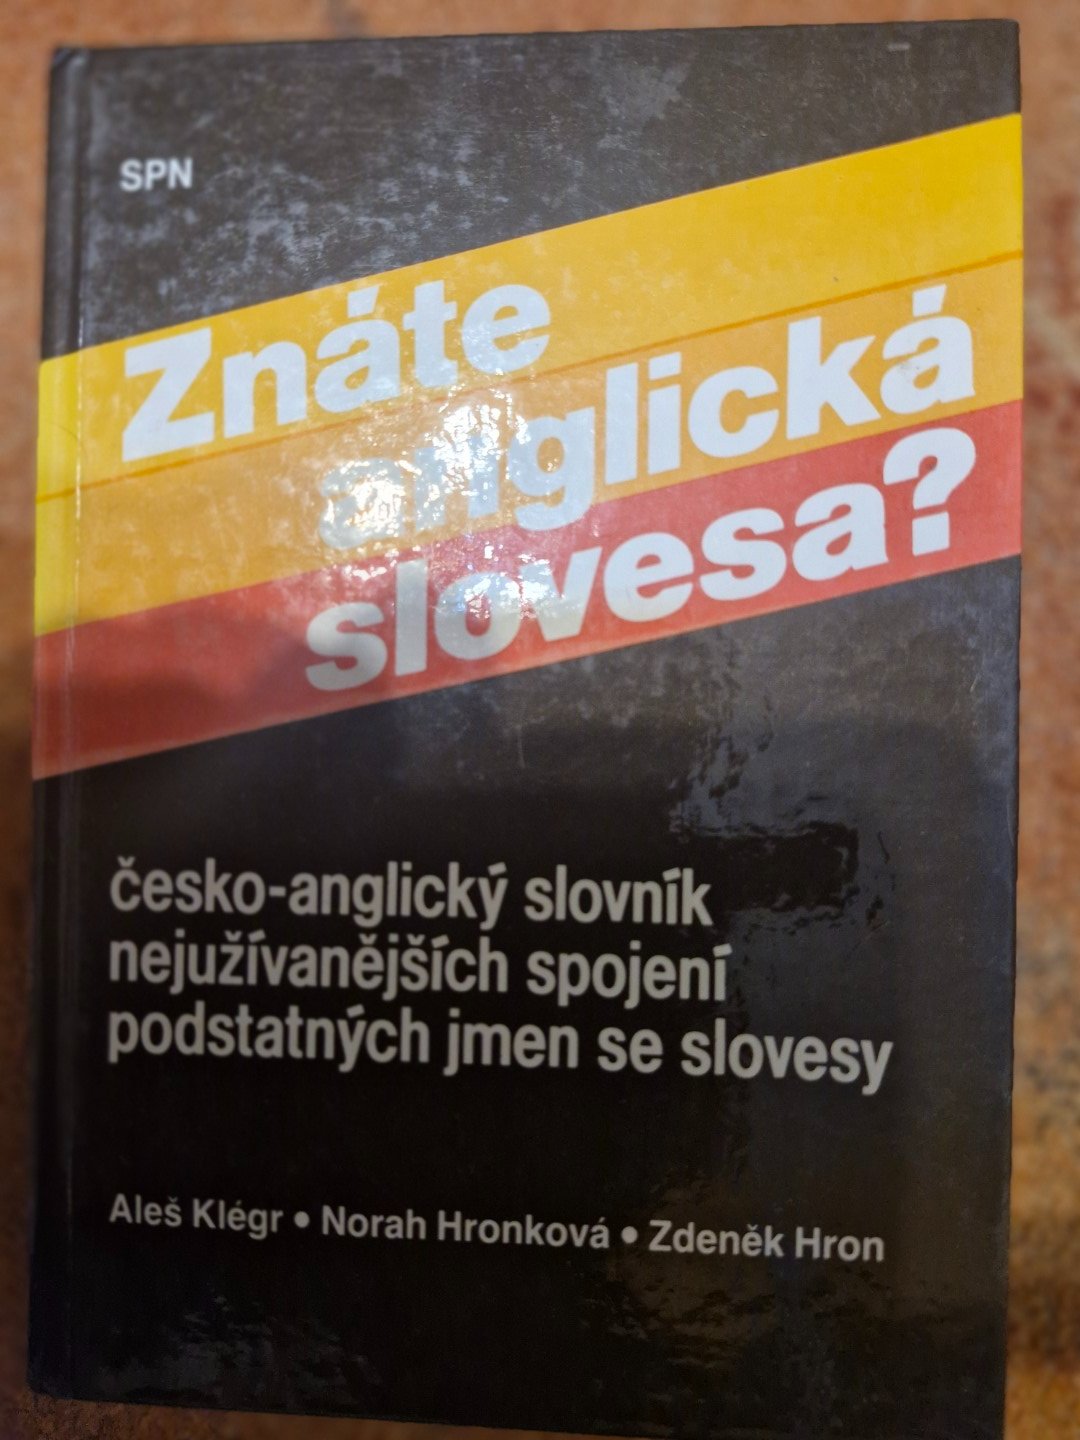 SPN
Znáte
anglická
slovesa?
česko-anglický slovník
nejužívanějších spojení
podstatných jmen se slovesy
Aleš Klégr • Norah Hronková • Zdeněk Hron